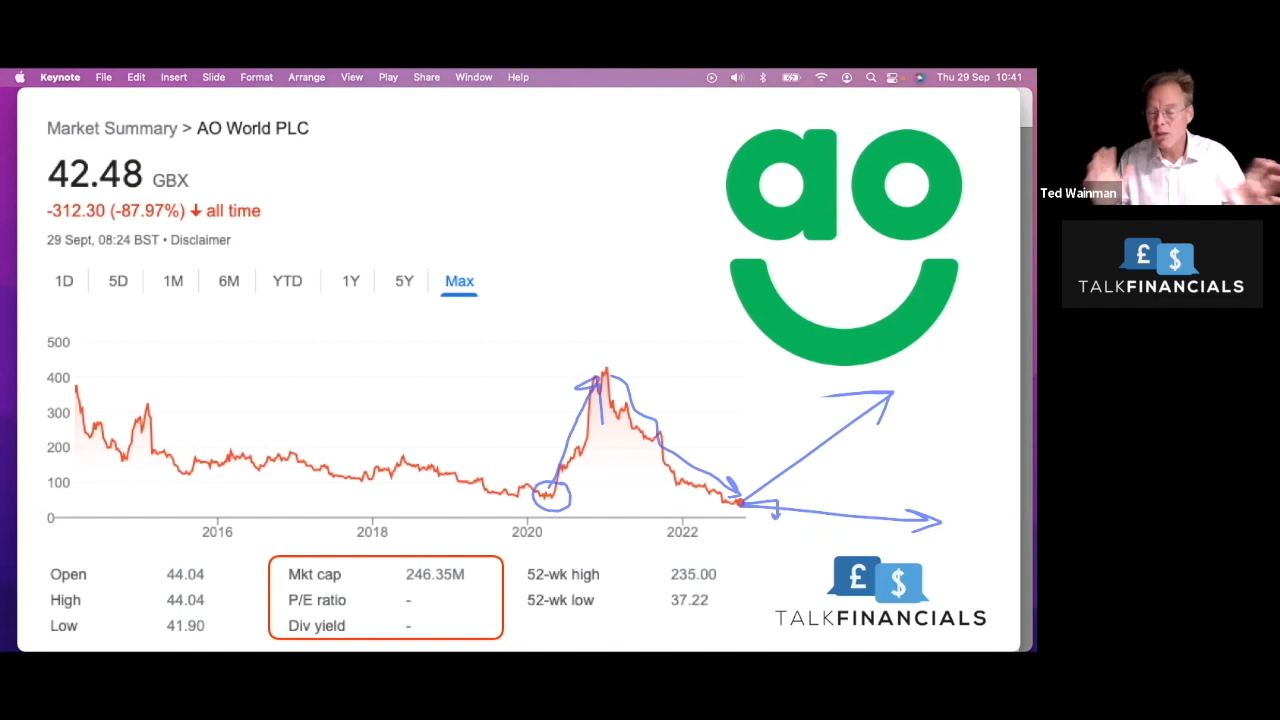 Keynote File Edit Insert Slide Format Arrange View Play Share Window Help Thu 29 Sep 10:41
Market Summary > AO World PLC
42.48 GBX
-312.30 (-87.97%) ↓ all time
29 Sept, 08:24 BST • Disclaimer
1D 5D 1M 6M YTD 1Y 5Y Max
500
400
300
200
100
0
2016 2018 2020 2022
Open 44.04 Mkt cap 246.35M 52-wk high 235.00
High 44.04 P/E ratio - 52-wk low 37.22
Low 41.90 Div yield -
ao
£ $
TALKFINANCIALS
Ted Wainman
£ $
TALKFINANCIALS